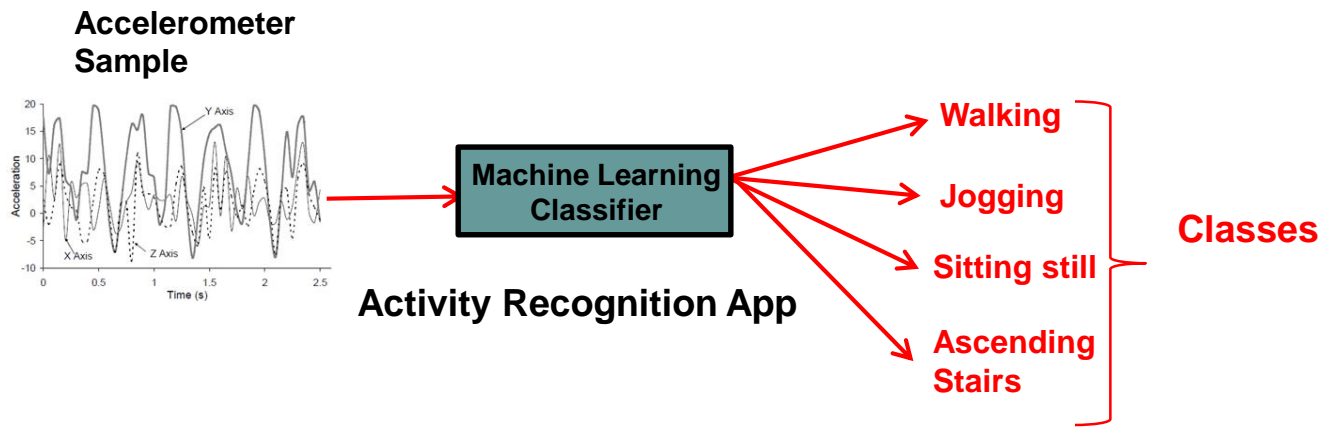 Accelerometer
Sample
20
15
10
5
0
-5
-10
Acceleration
Y Axis
X Axis
Z Axis
0
0.5
1
1.5
2
2.5
Time (s)
Machine Learning
Classifier
Activity Recognition App
Walking
Jogging
Sitting still
Ascending
Stairs
Classes